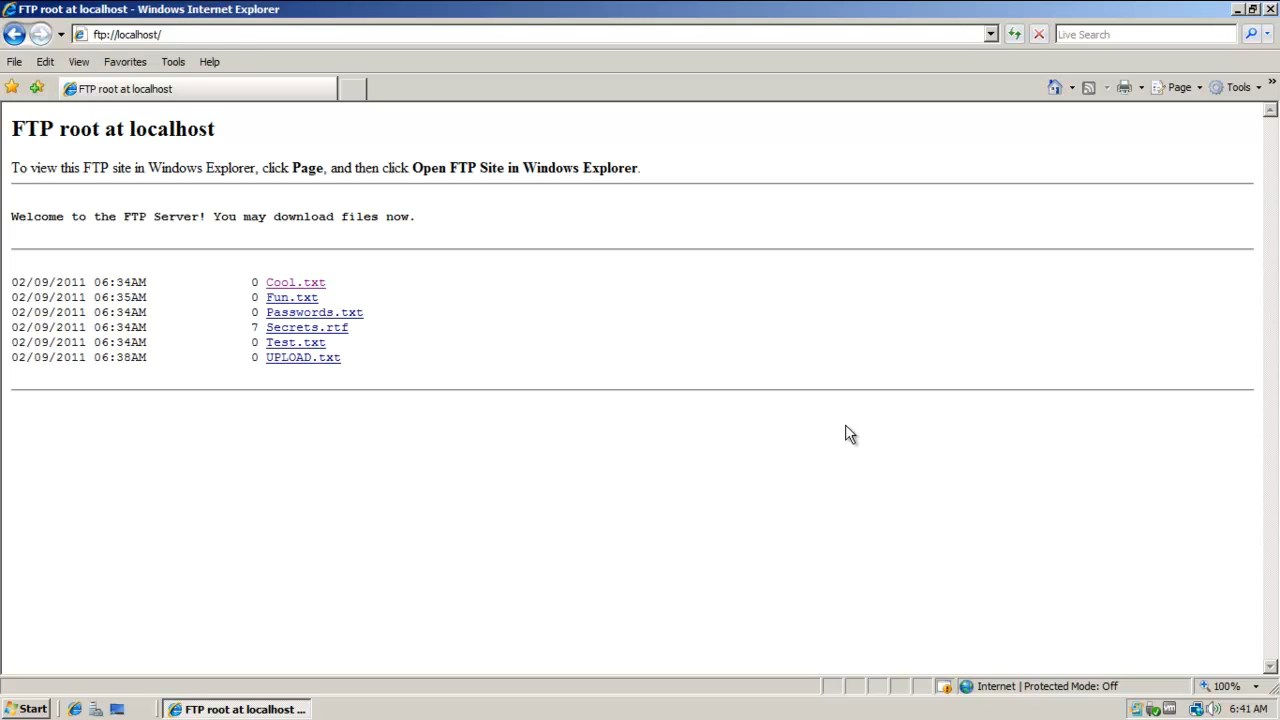 FTP root at localhost - Windows Internet Explorer
ftp://localhost/
Live Search
File Edit View Favorites Tools Help
FTP root at localhost
Page Tools
FTP root at localhost
To view this FTP site in Windows Explorer, click Page, and then click Open FTP Site in Windows Explorer.
Welcome to the FTP Server! You may download files now.
02/09/2011 06:34AM 0 Cool.txt
02/09/2011 06:35AM 0 Fun.txt
02/09/2011 06:34AM 0 Passwords.txt
02/09/2011 06:34AM 7 Secrets.rtf
02/09/2011 06:34AM 0 Test.txt
02/09/2011 06:38AM 0 UPLOAD.txt
Internet | Protected Mode: Off 100%
Start FTP root at localhost ... 6:41 AM